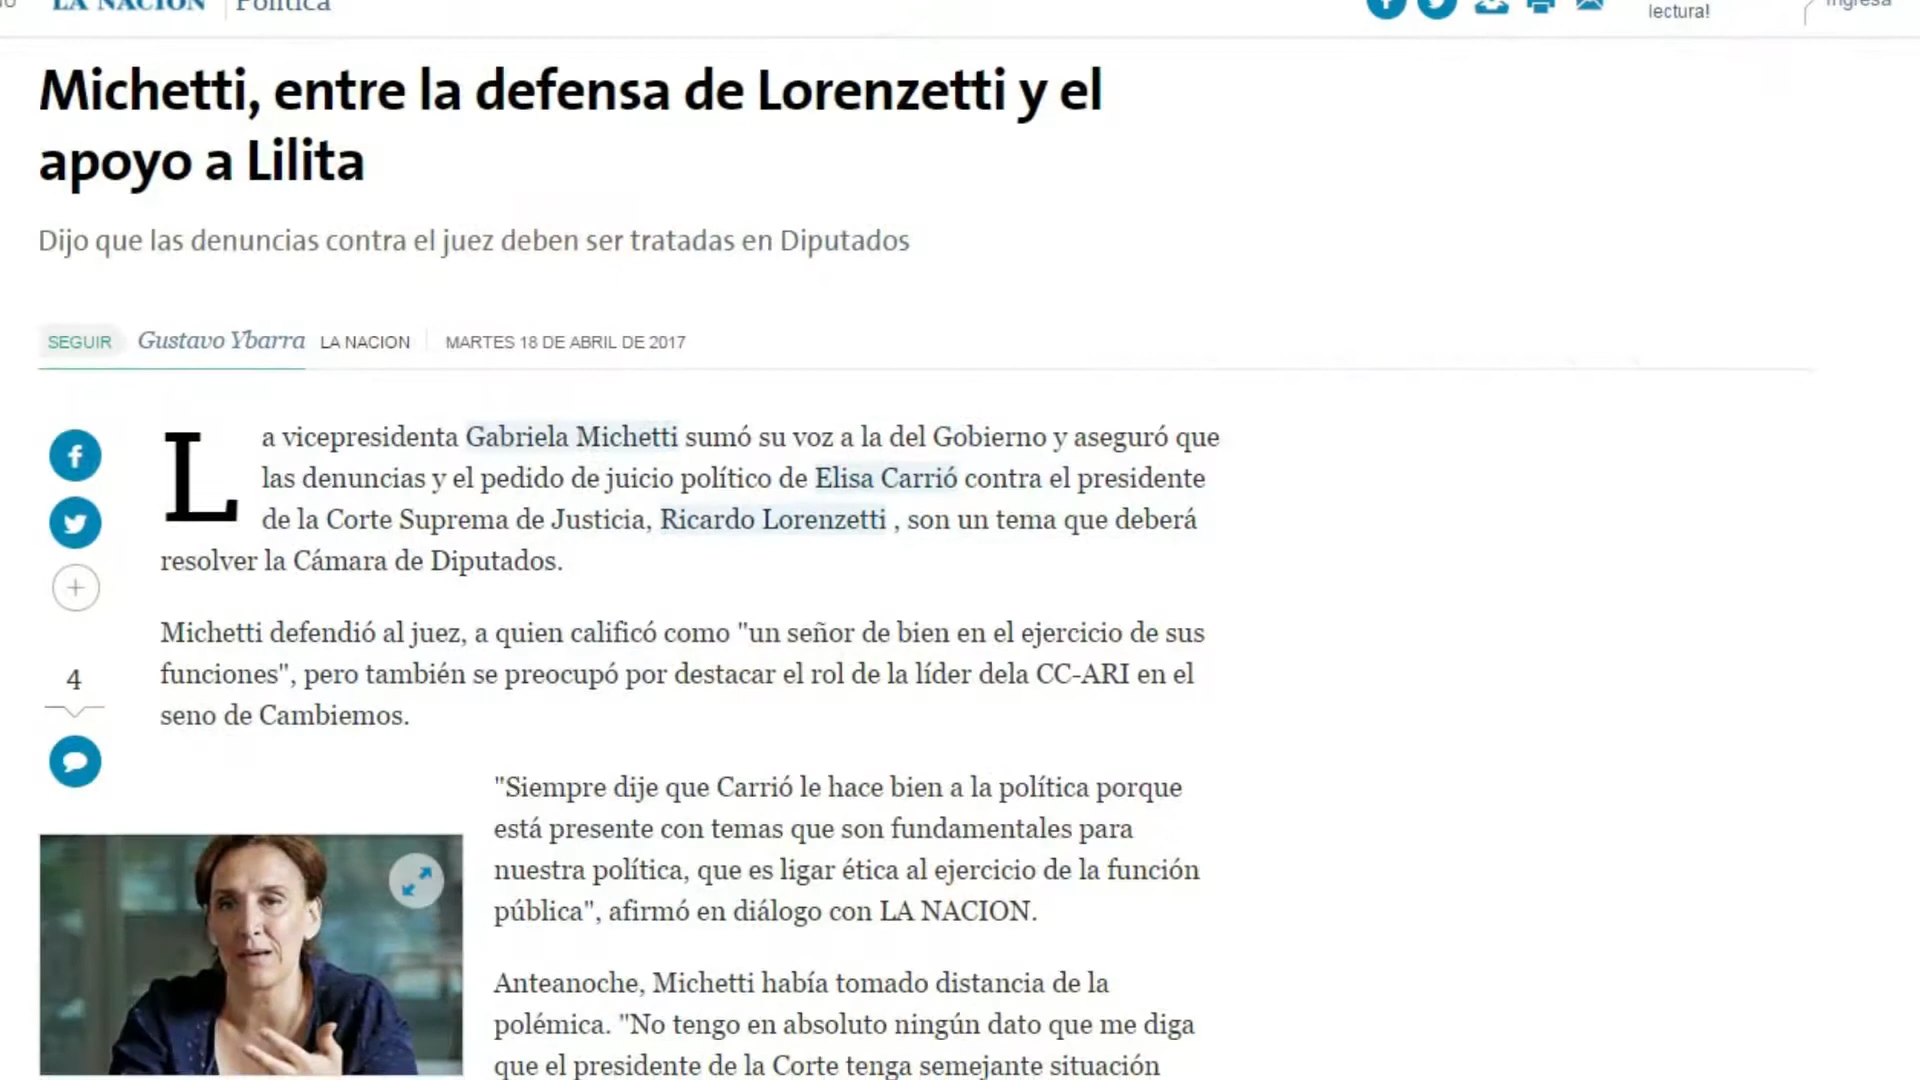 LA NACION Política
lectura!
Michetti, entre la defensa de Lorenzetti y el
apoyo a Lilita
Dijo que las denuncias contra el juez deben ser tratadas en Diputados
SEGUIR Gustavo Ybarra LA NACION MARTES 18 DE ABRIL DE 2017
La vicepresidenta Gabriela Michetti sumó su voz a la del Gobierno y aseguró que
las denuncias y el pedido de juicio político de Elisa Carrió contra el presidente
de la Corte Suprema de Justicia, Ricardo Lorenzetti , son un tema que deberá
resolver la Cámara de Diputados.
Michetti defendió al juez, a quien calificó como "un señor de bien en el ejercicio de sus
funciones", pero también se preocupó por destacar el rol de la líder dela CC-ARI en el
seno de Cambiemos.
4
"Siempre dije que Carrió le hace bien a la política porque
está presente con temas que son fundamentales para
nuestra política, que es ligar ética al ejercicio de la función
pública", afirmó en diálogo con LA NACION.
Anteanoche, Michetti había tomado distancia de la
polémica. "No tengo en absoluto ningún dato que me diga
que el presidente de la Corte tenga semejante situación